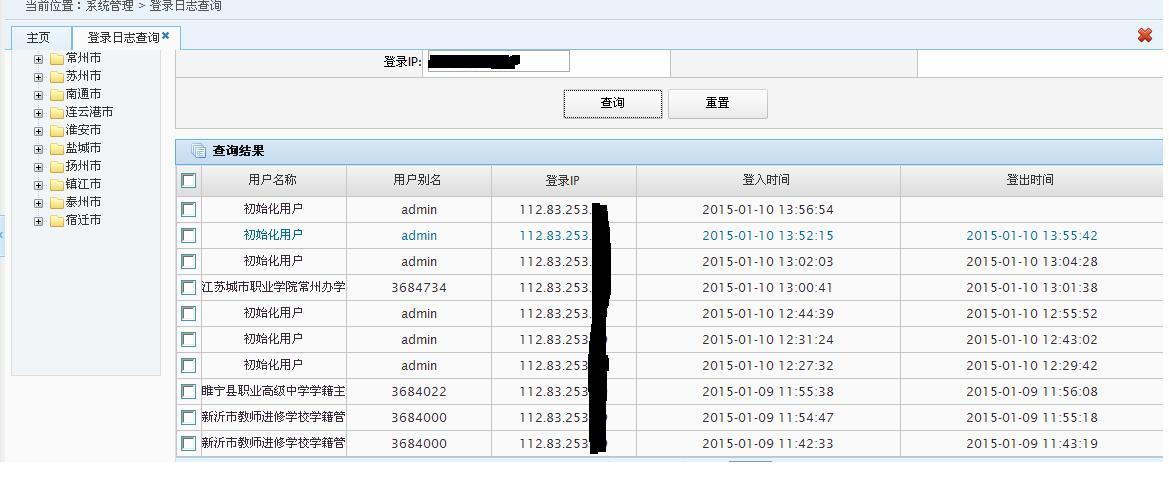 当前位置：系统管理 > 登录日志查询
主页 登录日志查询
常州市
苏州市
南通市
连云港市
淮安市
盐城市
扬州市
镇江市
泰州市
宿迁市
登录IP:
查询 重置
查询结果
用户名称 用户别名 登录IP 登入时间 登出时间
初始化用户 admin 112.83.253. 2015-01-10 13:56:54
初始化用户 admin 112.83.253. 2015-01-10 13:52:15 2015-01-10 13:55:42
初始化用户 admin 112.83.253. 2015-01-10 13:02:03 2015-01-10 13:04:28
江苏城市职业学院常州办学 3684734 112.83.253. 2015-01-10 13:00:41 2015-01-10 13:01:38
初始化用户 admin 112.83.253. 2015-01-10 12:44:39 2015-01-10 12:55:52
初始化用户 admin 112.83.253 2015-01-10 12:31:24 2015-01-10 12:43:02
初始化用户 admin 112.83.253 2015-01-10 12:27:32 2015-01-10 12:29:42
睢宁县职业高级中学学籍主 3684022 112.83.253 2015-01-09 11:55:38 2015-01-09 11:56:08
新沂市教师进修学校学籍管 3684000 112.83.253 2015-01-09 11:54:47 2015-01-09 11:55:18
新沂市教师进修学校学籍管 3684000 112.83.253 2015-01-09 11:42:33 2015-01-09 11:43:19